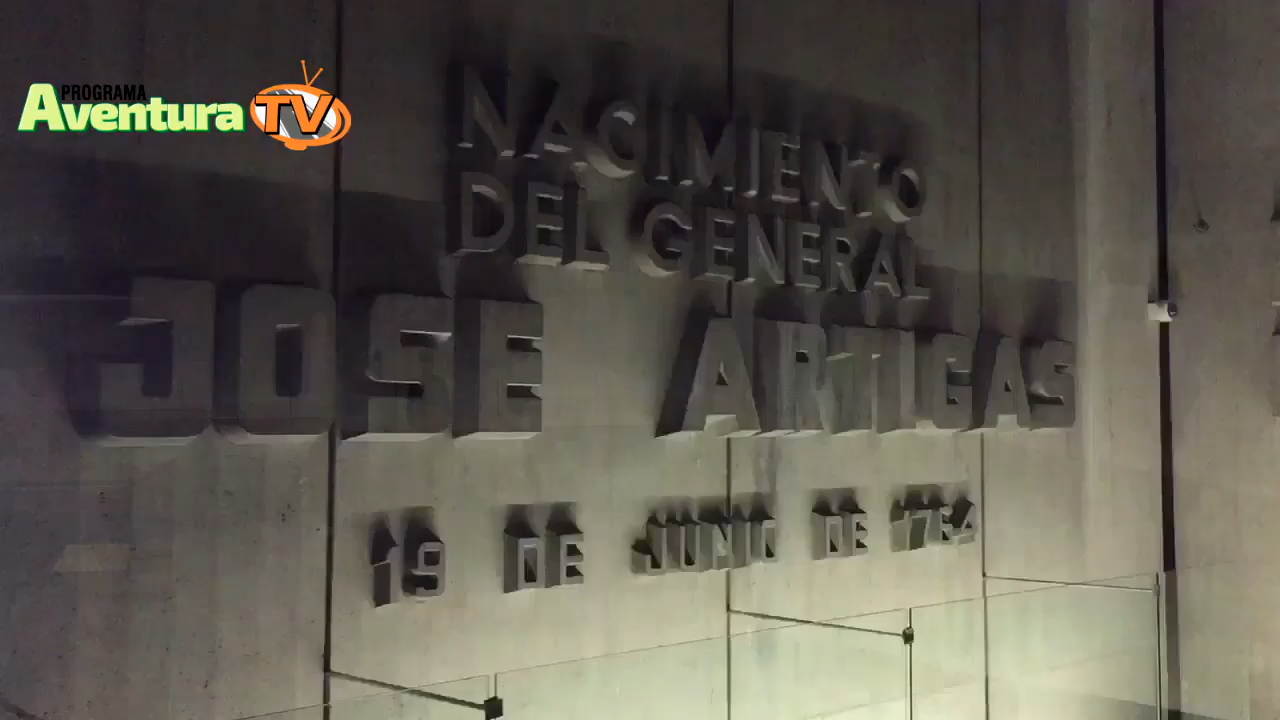 PROGRAMA
Aventura TV
NACIMIENTO
DEL GENERAL
JOSE ARTIGAS
19 DE JUNIO DE 1764